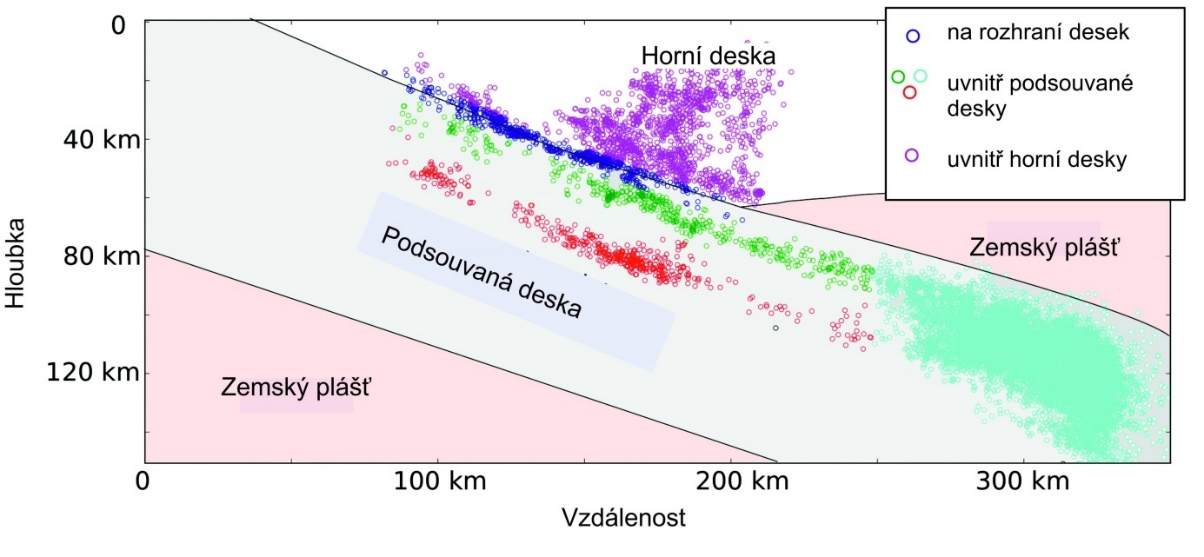 0
40 km
80 km
120 km
Hloubka
Horní deska
na rozhraní desek
uvnitř podsouvané
desky
uvnitř horní desky
Podsouvaná deska
Zemský plášť
Zemský plášť
0
100 km
200 km
300 km
Vzdálenost